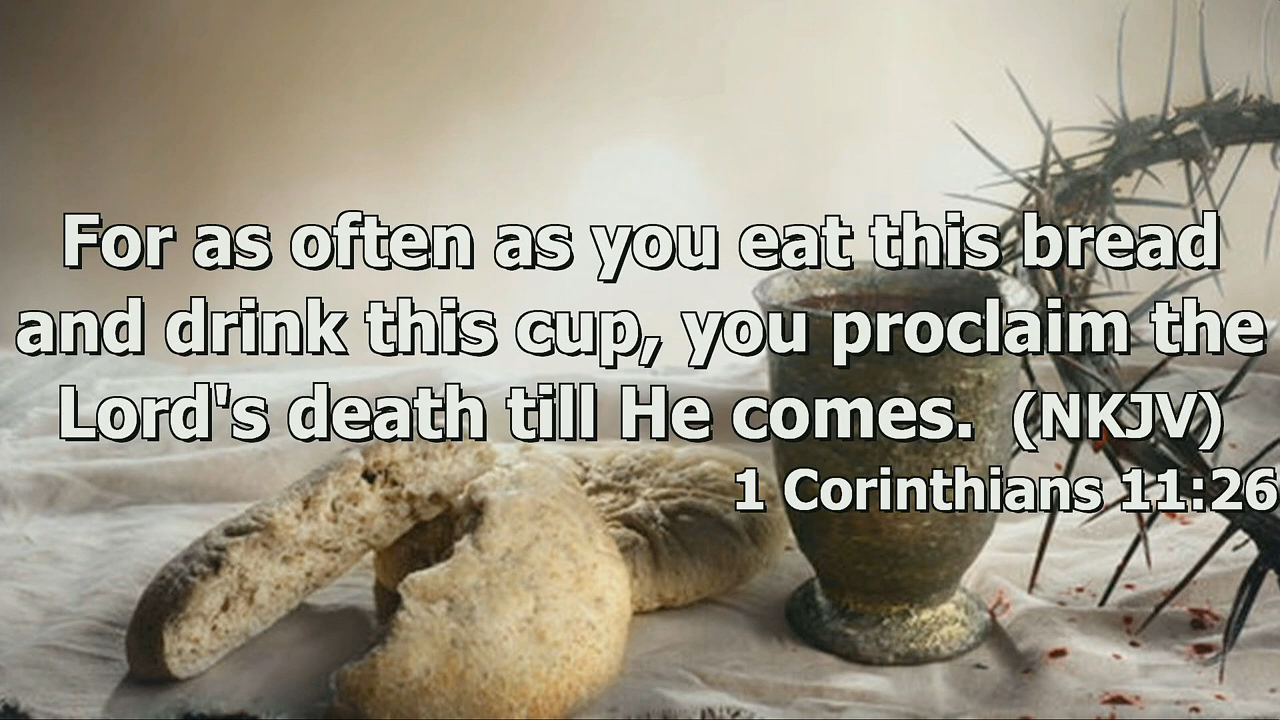 For as often as you eat this bread
and drink this cup, you proclaim the
Lord's death till He comes. (NKJV)
1 Corinthians 11:26